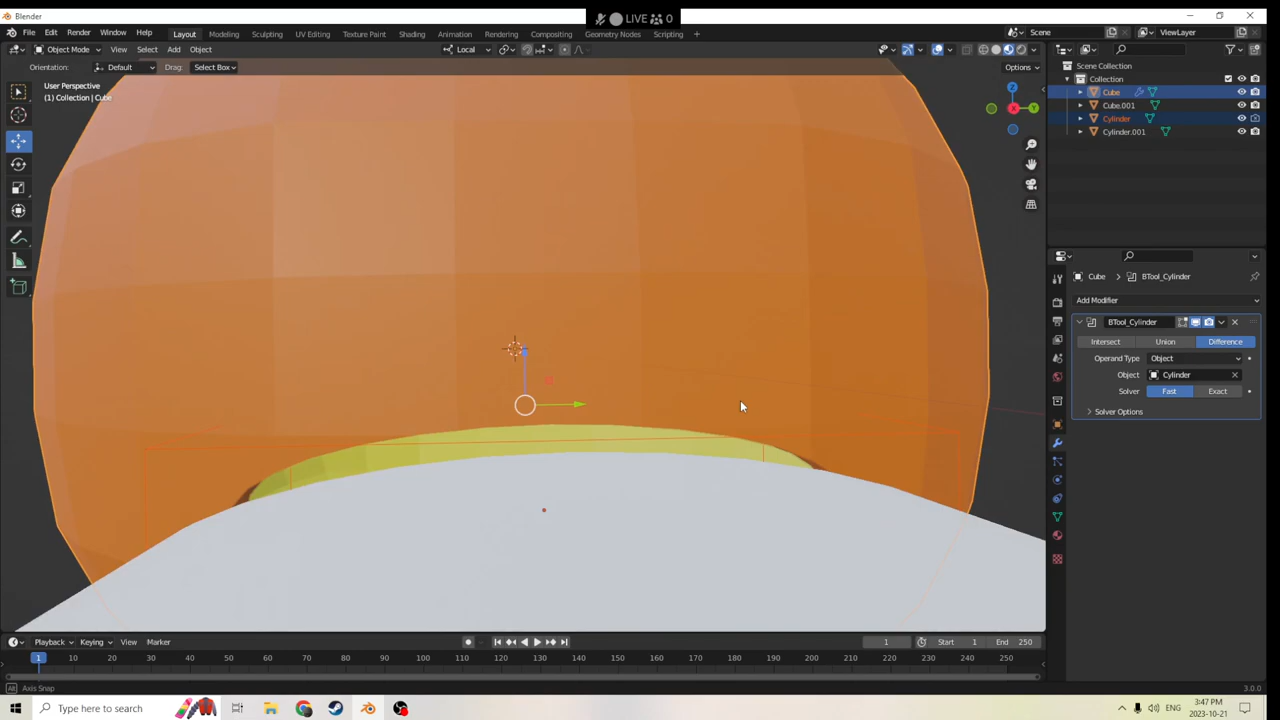 Blender
LIVE 0
File Edit Render Window Help Layout Modeling Sculpting UV Editing Texture Paint Shading Animation Rendering Compositing Geometry Nodes Scripting + Scene ViewLayer
Object Mode View Select Add Object Local
Orientation: Default Drag: Select Box Options
User Perspective
(1) Collection | Cube
Z
Y
X
Scene Collection
Collection
Cube
Cube.001
Cylinder
Cylinder.001
Cube > BTool_Cylinder
Add Modifier
BTool_Cylinder
Intersect Union Difference
Operand Type Object
Object Cylinder
Solver Fast Exact
Solver Options
Playback Keying View Marker 1 Start 1 End 250
1 10 20 30 40 50 60 70 80 90 100 110 120 130 140 150 160 170 180 190 200 210 220 230 240 250
Alt Axis Snap 3.0.0
Type here to search ENG 3:47 PM
2023-10-21